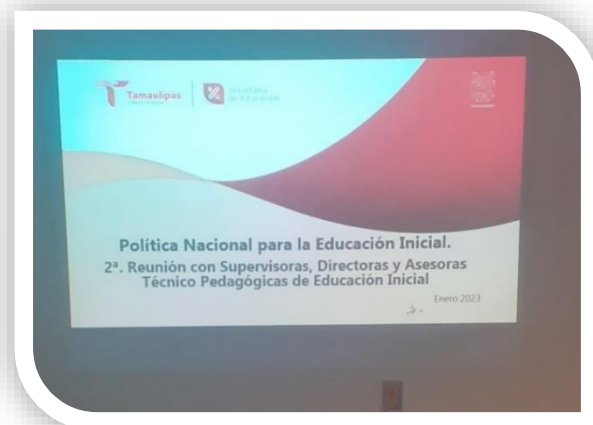 Tamaulipas
Secretaría
de Educación
Tamaulipas
Política Nacional para la Educación Inicial.
2ª. Reunión con Supervisoras, Directoras y Asesoras
Técnico Pedagógicas de Educación Inicial
Enero 2023